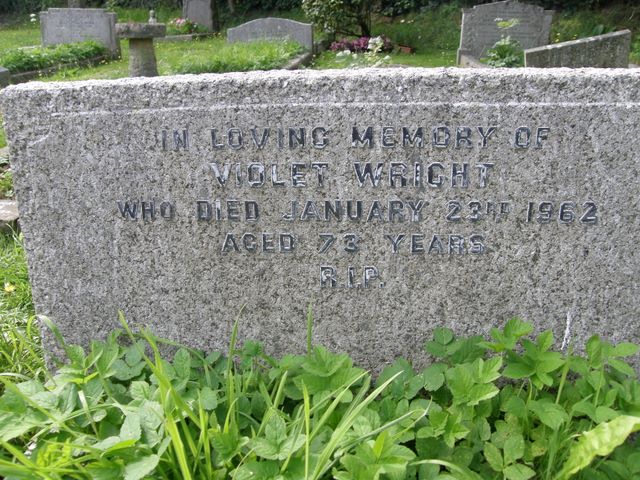 IN LOVING MEMORY OF
VIOLET WRIGHT
WHO DIED JANUARY 23RD 1962
AGED 73 YEARS
R.I.P.